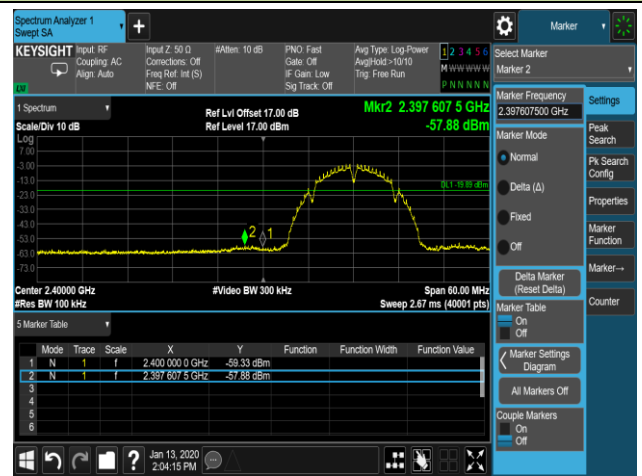 Spectrum Analyzer 1
Swept SA
Marker
KEYSIGHT
Input: RF
Coupling: AC
Align: Auto
Input Z: 50 Ω
Corrections: Off
Freq Ref: Int (S)
NFE: Off
#Atten: 10 dB
PNO: Fast
Gate: Off
IF Gain: Low
Sig Track: Off
Avg Type: Log-Power
Avg|Hold:>10/10
Trig: Free Run
1 2 3 4 5 6
M W W W W W
P N N N N N
LXI
Select Marker
Marker 2
1 Spectrum
Scale/Div 10 dB
Log
Ref Lvl Offset 17.00 dB
Ref Level 17.00 dBm
Mkr2 2.397 607 5 GHz
-57.88 dBm
7.00
-3.00
-13.0
-23.0
-33.0
-43.0
-53.0
-63.0
-73.0
DL1 -19.89 dBm
2
1
Center 2.40000 GHz
#Res BW 100 kHz
#Video BW 300 kHz
Span 60.00 MHz
Sweep 2.67 ms (40001 pts)
5 Marker Table
Mode Trace Scale X Y Function Function Width Function Value
1 N 1 f 2.400 000 0 GHz -59.33 dBm
2 N 1 f 2.397 607 5 GHz -57.88 dBm
3
4
5
6
Marker Frequency
2.397607500 GHz
Marker Mode
Normal
Delta (Δ)
Fixed
Off
Delta Marker
(Reset Delta)
Marker Table
On
Off
Marker Settings
Diagram
All Markers Off
Couple Markers
On
Off
Settings
Peak
Search
Pk Search
Config
Properties
Marker
Function
Marker→
Counter
?
Jan 13, 2020
2:04:15 PM